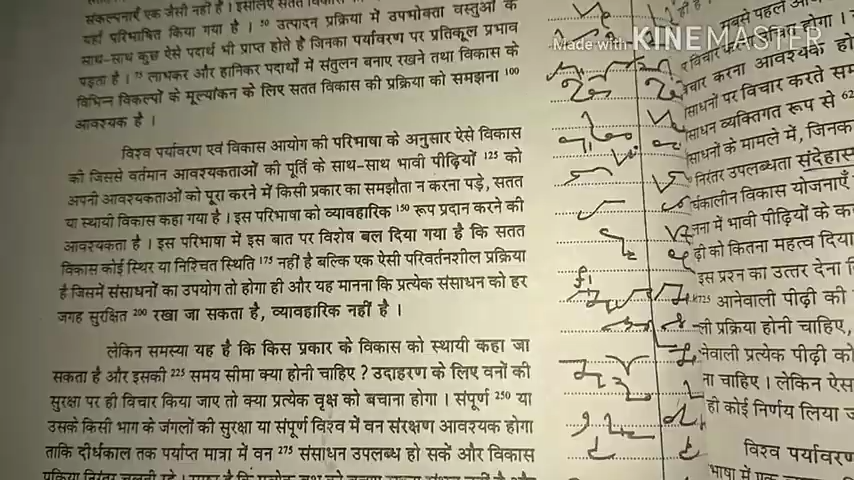 संकल्पनाएँ एक जैसी नहीं हैं। इसलिए सतत विकास
यहाँ परिभाषित किया गया है । 50 उत्पादन प्रक्रिया में उपभोक्ता वस्तुओं के
साथ-साथ कुछ ऐसे पदार्थ भी प्राप्त होते है जिनका पर्यावरण पर प्रतिकूल प्रभाव
पड़ता है । 75 लाभकर और हानिकर पदार्थों में संतुलन बनाए रखने तथा विकास के
विभिन्न विकल्पों के मूल्यांकन के लिए सतत विकास की प्रक्रिया को समझना 100
आवश्यक है ।
विश्व पर्यावरण एवं विकास आयोग की परिभाषा के अनुसार ऐसे विकास
को जिससे वर्तमान आवश्यकताओं की पूर्ति के साथ-साथ भावी पीढ़ियों 125 को
अपनी आवश्यकताओं को पूरा करने में किसी प्रकार का समझौता न करना पड़े, सतत
या स्थायी विकास कहा गया है । इस परिभाषा को व्यावहारिक 150 रूप प्रदान करने की
आवश्यकता है । इस परिभाषा में इस बात पर विशेष बल दिया गया है कि सतत
विकास कोई स्थिर या निश्चित स्थिति 175 नहीं है बल्कि एक ऐसी परिवर्तनशील प्रक्रिया
है जिसमें संसाधनों का उपयोग तो होगा ही और यह मानना कि प्रत्येक संसाधन को हर
जगह सुरक्षित 200 रखा जा सकता है, व्यावहारिक नहीं है ।
लेकिन समस्या यह है कि किस प्रकार के विकास को स्थायी कहा जा
सकता है और इसकी 225 समय सीमा क्या होनी चाहिए ? उदाहरण के लिए वनों की
सुरक्षा पर ही विचार किया जाए तो क्या प्रत्येक वृक्ष को बचाना होगा । संपूर्ण 250 या
उसके किसी भाग के जंगलों की सुरक्षा या संपूर्ण विश्व में वन संरक्षण आवश्यक होगा
ताकि दीर्घकाल तक पर्याप्त मात्रा में वन 275 संसाधन उपलब्ध हो सकें और विकास
Made with KINEMASTER
मुबसे पहले
होगा ।
चार करना आवश्यक हो
साधनों पर विचार करते सम
साधन व्यक्तिगत रूप से 62
साधनों के मामले में, जिनक
निरंतर उपलब्धता संदेहास
कालीन विकास योजनाएँ
ना में भावी पीढ़ियों के क
ढ़ी को कितना महत्व दिया
इस प्रश्न का उत्तर देना
725 आनेवाली पीढ़ी की
ली प्रक्रिया होनी चाहिए,
नेवाली प्रत्येक पीढ़ी को
ना चाहिए । लेकिन ऐस
ही कोई निर्णय लिया ज
विश्व पर्यावरण
भाषा में एक